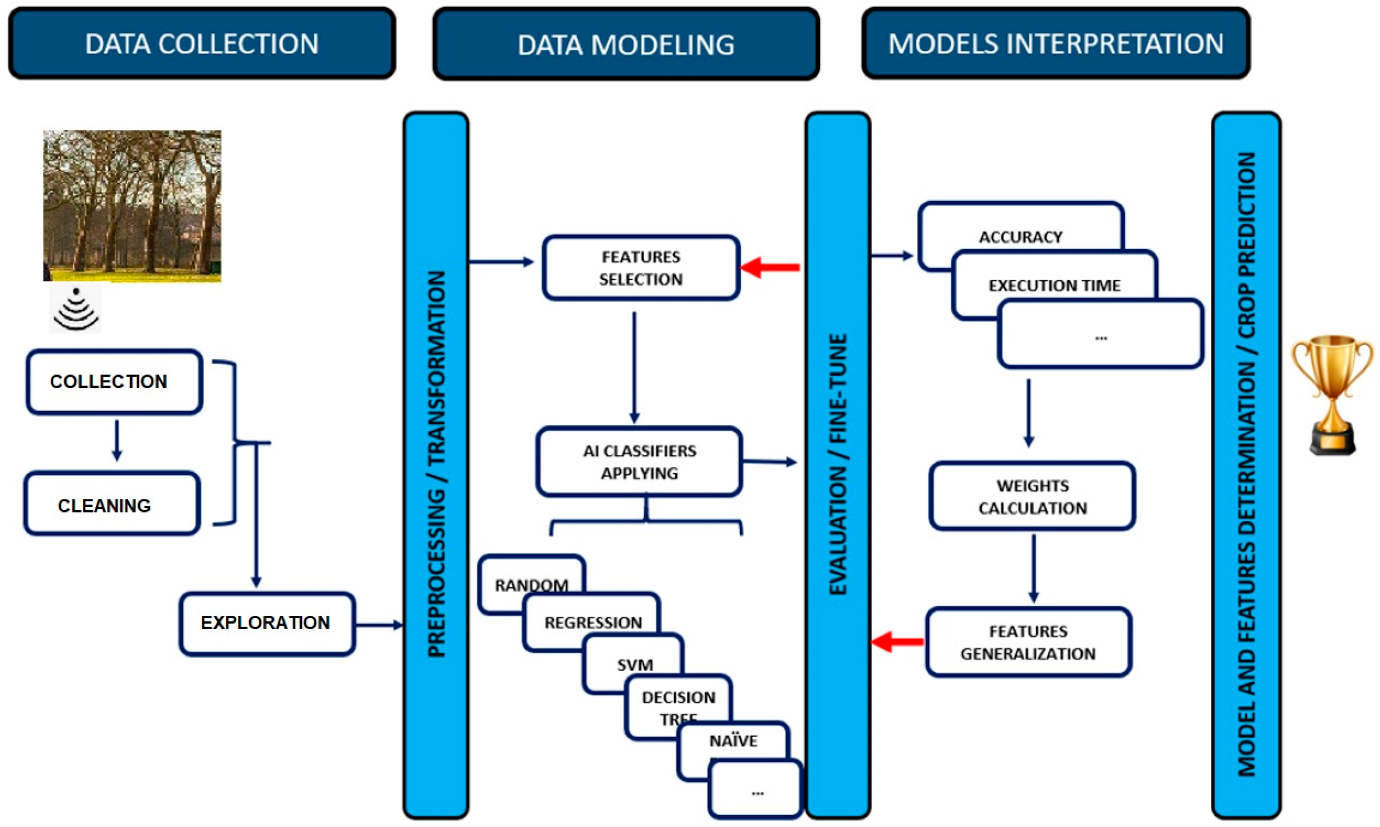 DATA COLLECTION
DATA MODELING
MODELS INTERPRETATION
COLLECTION
CLEANING
EXPLORATION
PREPROCESSING / TRANSFORMATION
FEATURES
SELECTION
AI CLASSIFIERS
APPLYING
RANDOM
REGRESSION
SVM
DECISION
TREE
NAÏVE
...
EVALUATION / FINE-TUNE
ACCURACY
EXECUTION TIME
...
WEIGHTS
CALCULATION
FEATURES
GENERALIZATION
MODEL AND FEATURES DETERMINATION / CROP PREDICTION